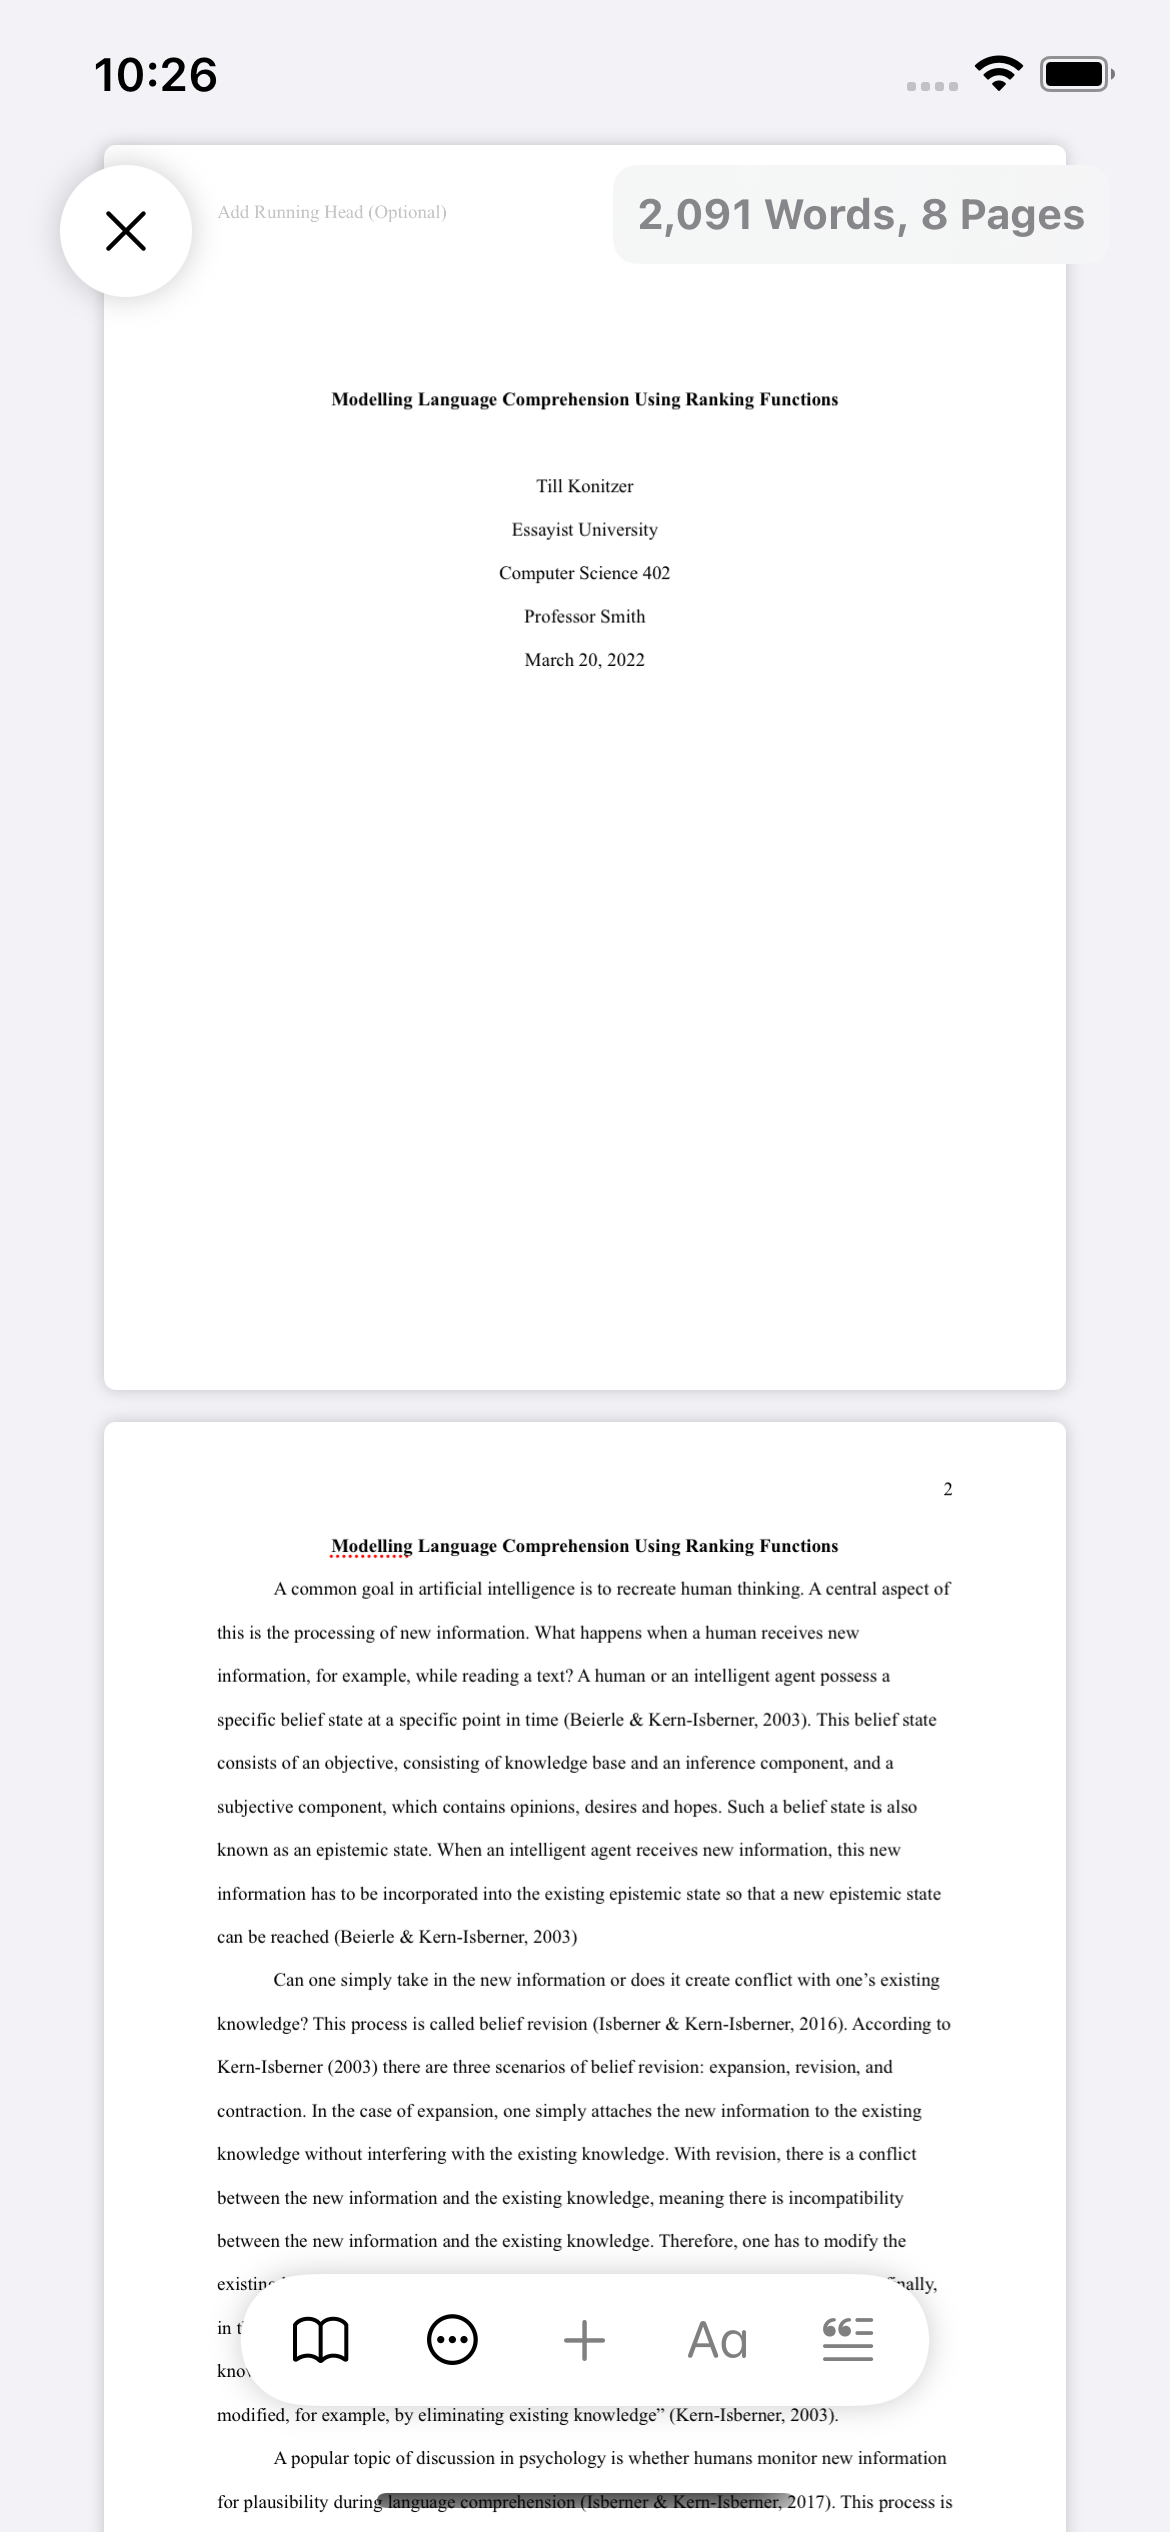 10:26
Add Running Head (Optional)
2,091 Words, 8 Pages
Modelling Language Comprehension Using Ranking Functions
Till Konitzer
Essayist University
Computer Science 402
Professor Smith
March 20, 2022
2
Modelling Language Comprehension Using Ranking Functions
A common goal in artificial intelligence is to recreate human thinking. A central aspect of
this is the processing of new information. What happens when a human receives new
information, for example, while reading a text? A human or an intelligent agent possess a
specific belief state at a specific point in time (Beierle & Kern-Isberner, 2003). This belief state
consists of an objective, consisting of knowledge base and an inference component, and a
subjective component, which contains opinions, desires and hopes. Such a belief state is also
known as an epistemic state. When an intelligent agent receives new information, this new
information has to be incorporated into the existing epistemic state so that a new epistemic state
can be reached (Beierle & Kern-Isberner, 2003)
Can one simply take in the new information or does it create conflict with one’s existing
knowledge? This process is called belief revision (Isberner & Kern-Isberner, 2016). According to
Kern-Isberner (2003) there are three scenarios of belief revision: expansion, revision, and
contraction. In the case of expansion, one simply attaches the new information to the existing
knowledge without interfering with the existing knowledge. With revision, there is a conflict
between the new information and the existing knowledge, meaning there is incompatibility
between the new information and the existing knowledge. Therefore, one has to modify the
existing
in
Aa
modified, for example, by eliminating existing knowledge” (Kern-Isberner, 2003).
A popular topic of discussion in psychology is whether humans monitor new information
for plausibility during language comprehension (Isberner & Kern-Isberner, 2017). This process is